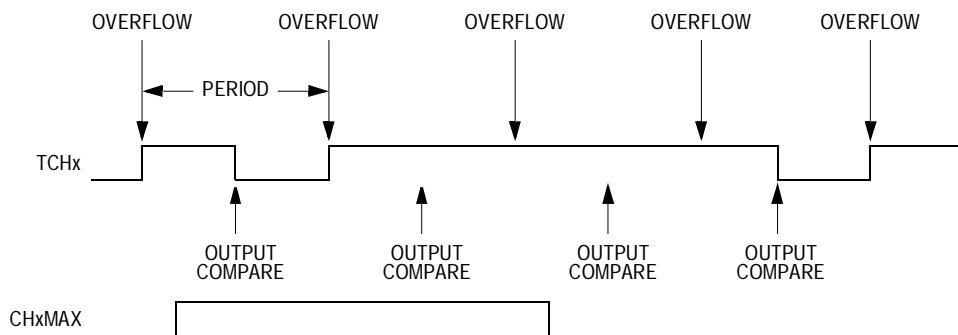 OVERFLOW OVERFLOW OVERFLOW OVERFLOW OVERFLOW
PERIOD
TCHx
OUTPUT COMPARE
OUTPUT COMPARE
OUTPUT COMPARE
OUTPUT COMPARE
CHxMAX